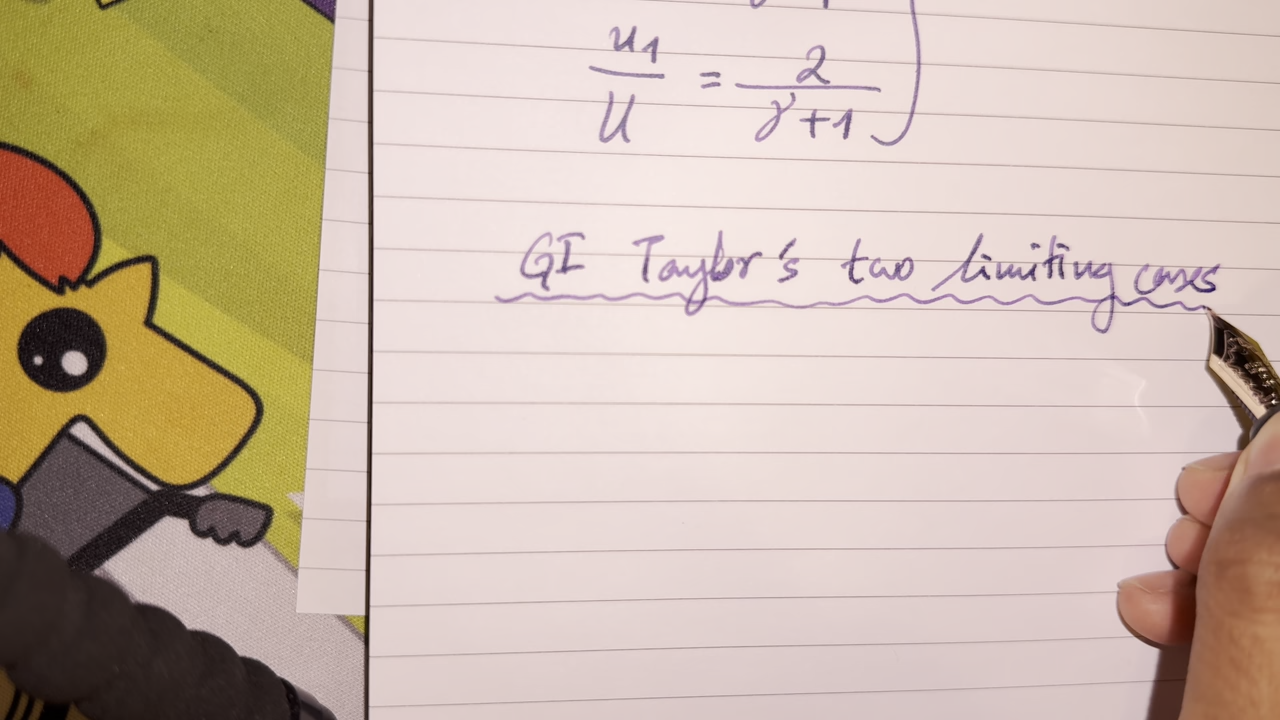 u1/U = 2/(γ+1)
GI Taylor's two limiting cases